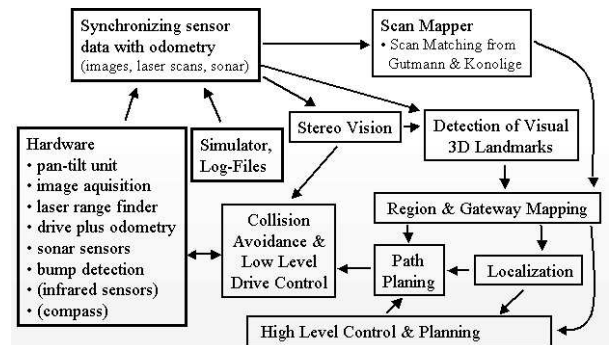 Synchronizing sensor
data with odometry
(images, laser scans, sonar)
Scan Mapper
• Scan Matching from
Gutmann & Konolige
Hardware
• pan-tilt unit
• image aquisition
• laser range finder
• drive plus odometry
• sonar sensors
• bump detection
• (infrared sensors)
• (compass)
Simulator,
Log-Files
Stereo Vision
Detection of Visual
3D Landmarks
Region & Gateway Mapping
Collision
Avoidance &
Low Level
Drive Control
Path
Planing
Localization
High Level Control & Planning